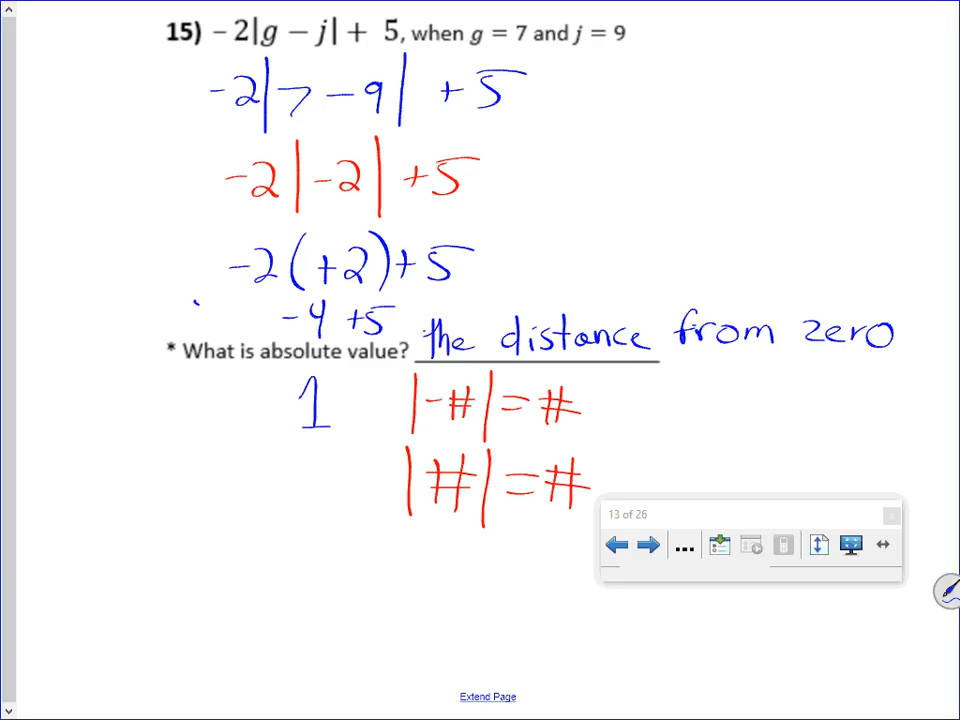 15) – 2|g – j| + 5, when g = 7 and j = 9
-2|7 - 9| + 5
-2|-2| +5
-2(+2)+5
-4 +5
* What is absolute value? the distance from zero
1 |-#| = #
|#| = #
13 of 26
Extend Page